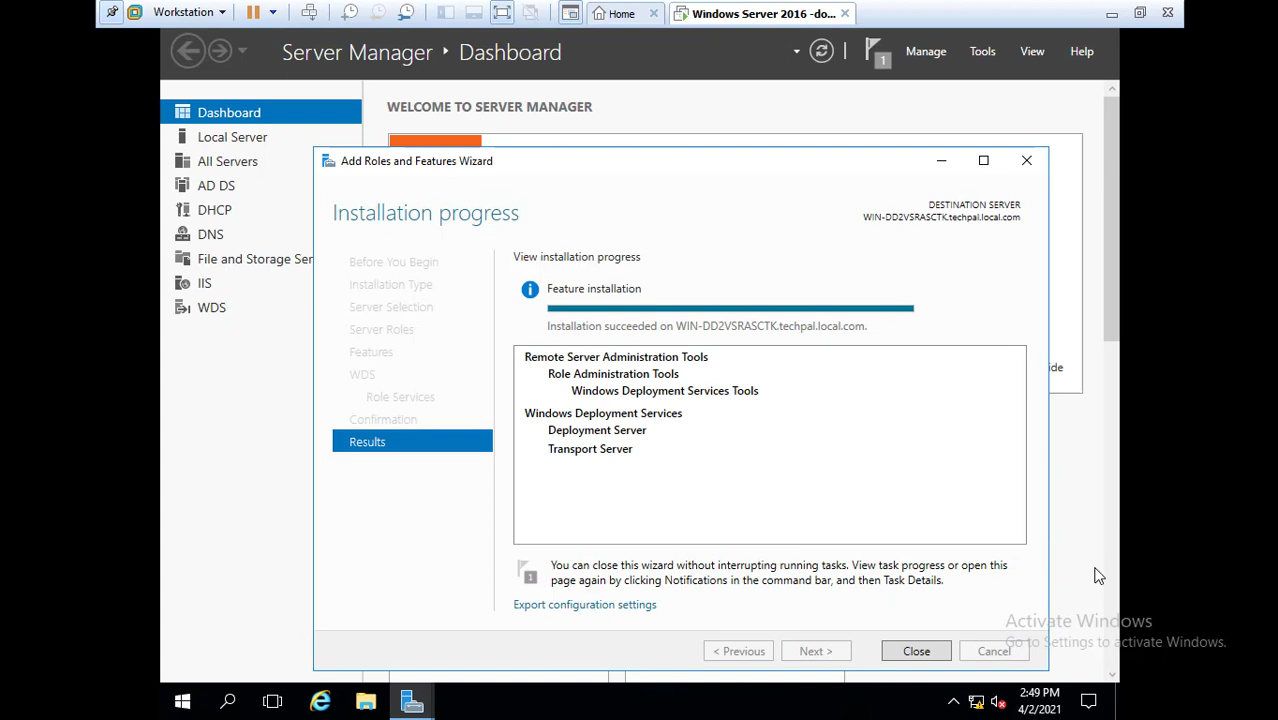 Workstation
Home
Windows Server 2016 -do...
Server Manager
Dashboard
1
Manage
Tools
View
Help
Dashboard
Local Server
All Servers
AD DS
DHCP
DNS
File and Storage Ser
IIS
WDS
WELCOME TO SERVER MANAGER
Add Roles and Features Wizard
Installation progress
DESTINATION SERVER
WIN-DD2VSRASCTK.techpal.local.com
Before You Begin
Installation Type
Server Selection
Server Roles
Features
WDS
Role Services
Confirmation
Results
View installation progress
Feature installation
Installation succeeded on WIN-DD2VSRASCTK.techpal.local.com.
Remote Server Administration Tools
Role Administration Tools
Windows Deployment Services Tools
Windows Deployment Services
Deployment Server
Transport Server
ide
1
You can close this wizard without interrupting running tasks. View task progress or open this
page again by clicking Notifications in the command bar, and then Task Details.
Export configuration settings
< Previous
Next >
Close
Cancel
Activate Windows
Go to Settings to activate Windows.
2:49 PM
4/2/2021